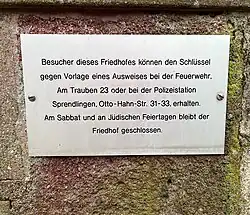 Besucher dieses Friedhofes können den Schlüssel
gegen Vorlage eines Ausweises bei der Feuerwehr,
Am Trauben 23 oder bei der Polizeistation
Sprendlingen, Otto-Hahn-Str. 31-33, erhalten.
Am Sabbat und an Jüdischen Feiertagen bleibt der
Friedhof geschlossen.